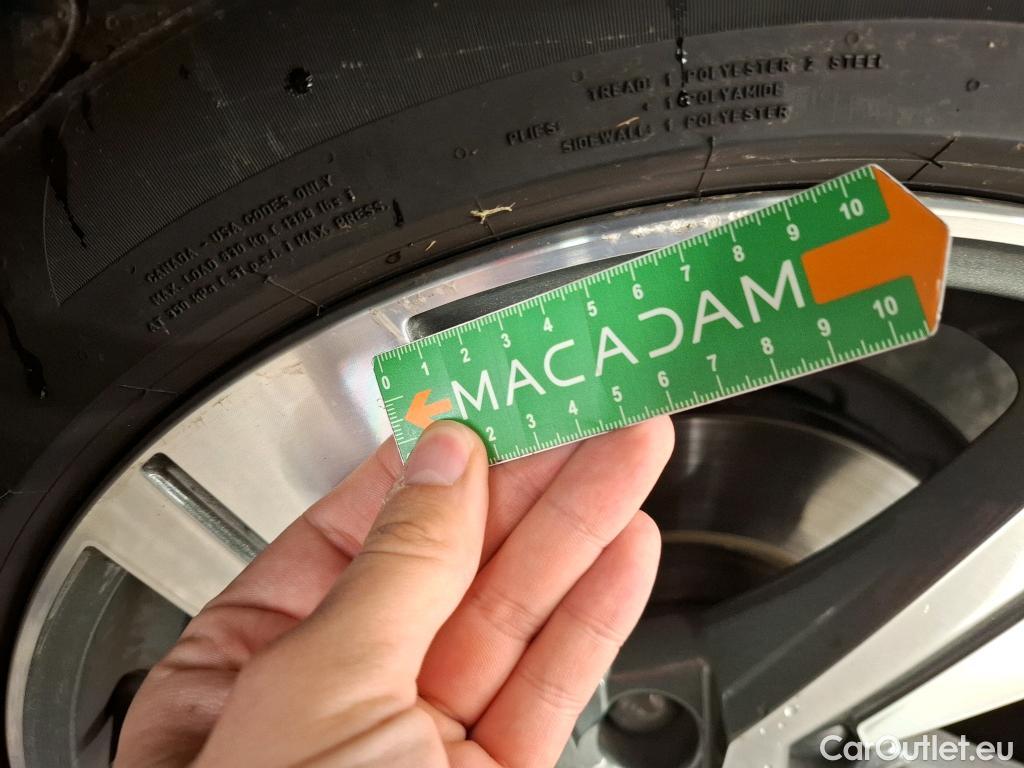 TREAD: 1 POLYESTER 2 STEEL
+ 1 POLYAMIDE
PLIES:
SIDEWALL: 1 POLYESTER
CANADA - USA CODES ONLY
MAX. LOAD
MAX. PRESS.
0 1 2 3 4 5 6 7 8 9 10
MACADAM
2 3 4 5 6 7 8 9 10
CarOutlet.eu